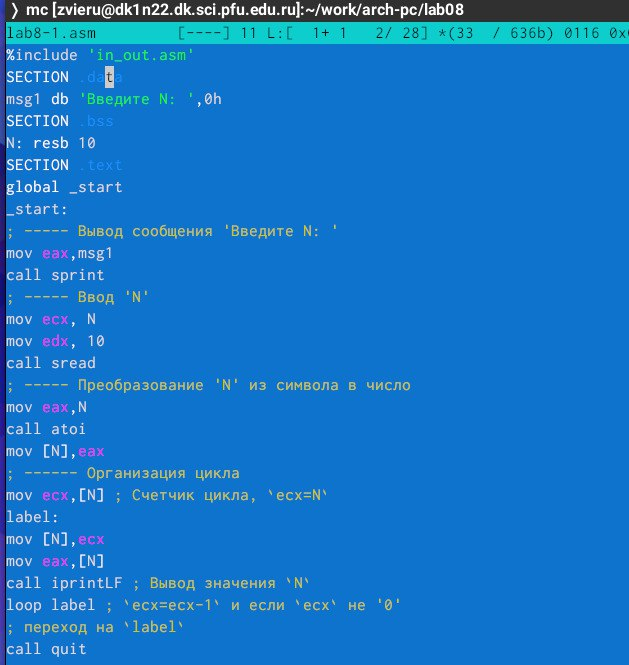 ❭ mc [zvieru@dk1n22.dk.sci.pfu.edu.ru]:~/work/arch-pc/lab08
lab8-1.asm [----] 11 L:[ 1+ 1 2/ 28] *(33 / 636b) 0116 0x0
%include 'in_out.asm'
SECTION .data
msg1 db 'Введите N: ',0h
SECTION .bss
N: resb 10
SECTION .text
global _start
_start:
; ----- Вывод сообщения 'Введите N: '
mov eax,msg1
call sprint
; ----- Ввод 'N'
mov ecx, N
mov edx, 10
call sread
; ----- Преобразование 'N' из символа в число
mov eax,N
call atoi
mov [N],eax
; ------ Организация цикла
mov ecx,[N] ; Счетчик цикла, `ecx=N`
label:
mov [N],ecx
mov eax,[N]
call iprintLF ; Вывод значения `N`
loop label ; `ecx=ecx-1` и если `ecx` не '0'
; переход на `label`
call quit